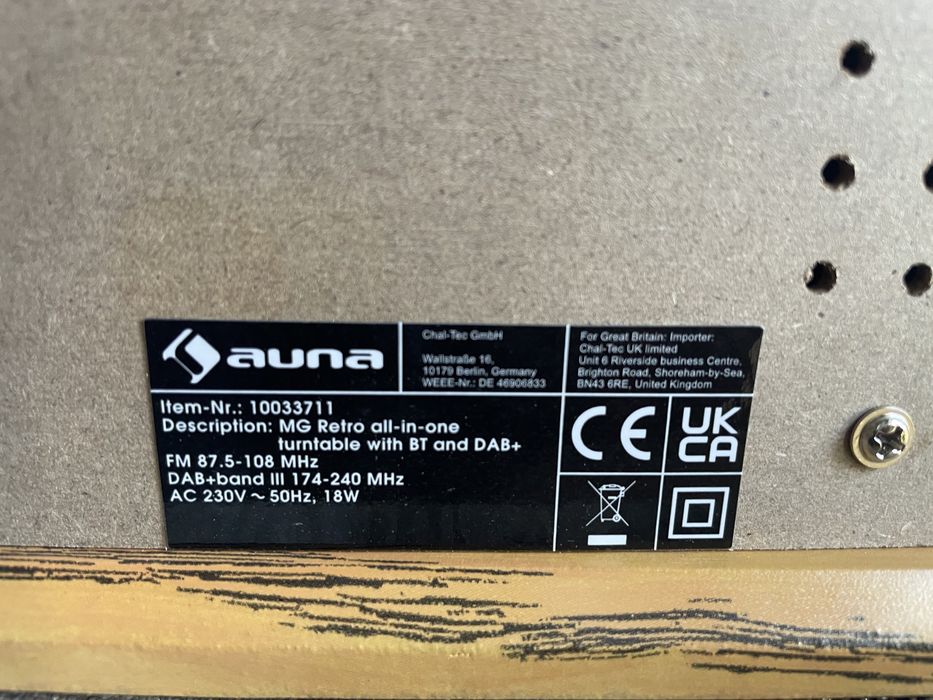 auna
Chal-Tec GmbH
Wallstraße 16,
10179 Berlin, Germany
WEEE-Nr.: DE 46906833
For Great Britain: Importer:
Chal-Tec UK limited
Unit 6 Riverside business Centre,
Brighton Road, Shoreham-by-Sea,
BN43 6RE, United Kingdom
Item-Nr.: 10033711
Description: MG Retro all-in-one
turntable with BT and DAB+
FM 87.5-108 MHz
DAB+band III 174-240 MHz
AC 230V ~ 50Hz, 18W
CE
UK
CA